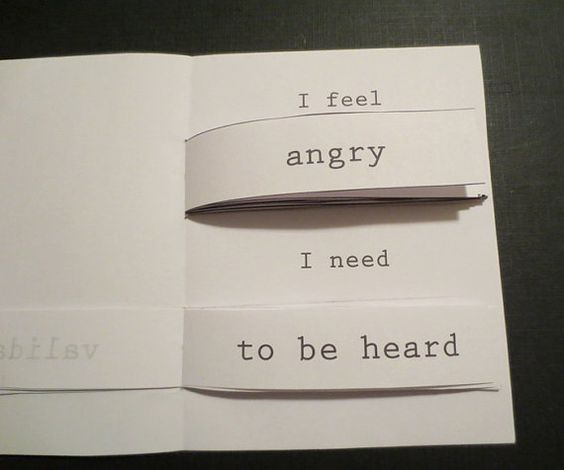 I feel
angry
I need
to be heard